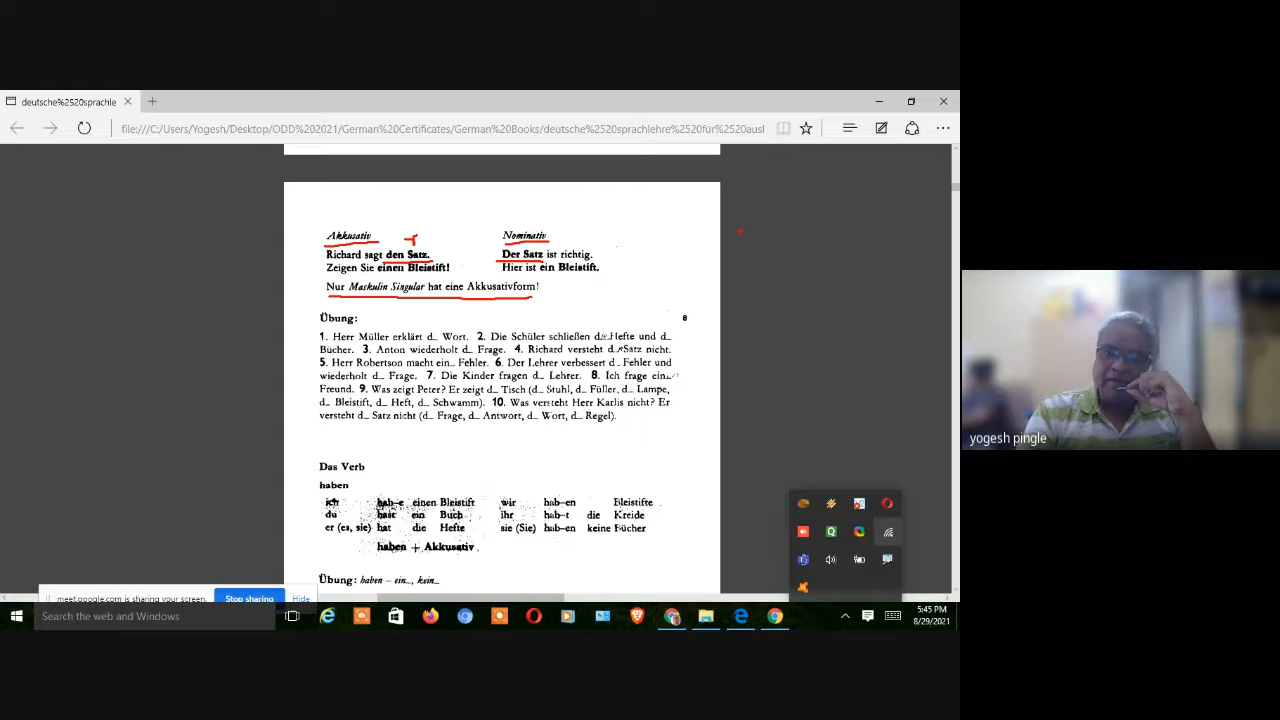 deutsche%2520sprachle
file:///C:/Users/Yogesh/Desktop/ODD%202021/German%20Certificates/German%20Books/deutsche%2520sprachlehre%2520für%2520ausl
Akkusativ Nominativ
Richard sagt den Satz. Der Satz ist richtig.
Zeigen Sie einen Bleistift! Hier ist ein Bleistift.
Nur Maskulin Singular hat eine Akkusativform!
Übung: 8
1. Herr Müller erklärt d_ Wort. 2. Die Schüler schließen d_ Hefte und d_
Bücher. 3. Anton wiederholt d_ Frage. 4. Richard versteht d_ Satz nicht.
5. Herr Robertson macht ein_ Fehler. 6. Der Lehrer verbessert d_ Fehler und
wiederholt d_ Frage. 7. Die Kinder fragen d_ Lehrer. 8. Ich frage ein_
Freund. 9. Was zeigt Peter? Er zeigt d_ Tisch (d_ Stuhl, d_ Füller, d_ Lampe,
d_ Bleistift, d_ Heft, d_ Schwamm). 10. Was versteht Herr Karlis nicht? Er
versteht d_ Satz nicht (d_ Frage, d_ Antwort, d_ Wort, d_ Regel).
Das Verb
haben
ich hab-e einen Bleistift wir hab-en Bleistifte
du hast ein Buch ihr hab-t die Kreide
er (es, sie) hat die Hefte sie (Sie) hab-en keine Bücher
haben + Akkusativ
Übung: haben – ein_, kein_
meet.google.com is sharing your screen. Stop sharing Hide
Search the web and Windows
5:45 PM
8/29/2021
yogesh pingle